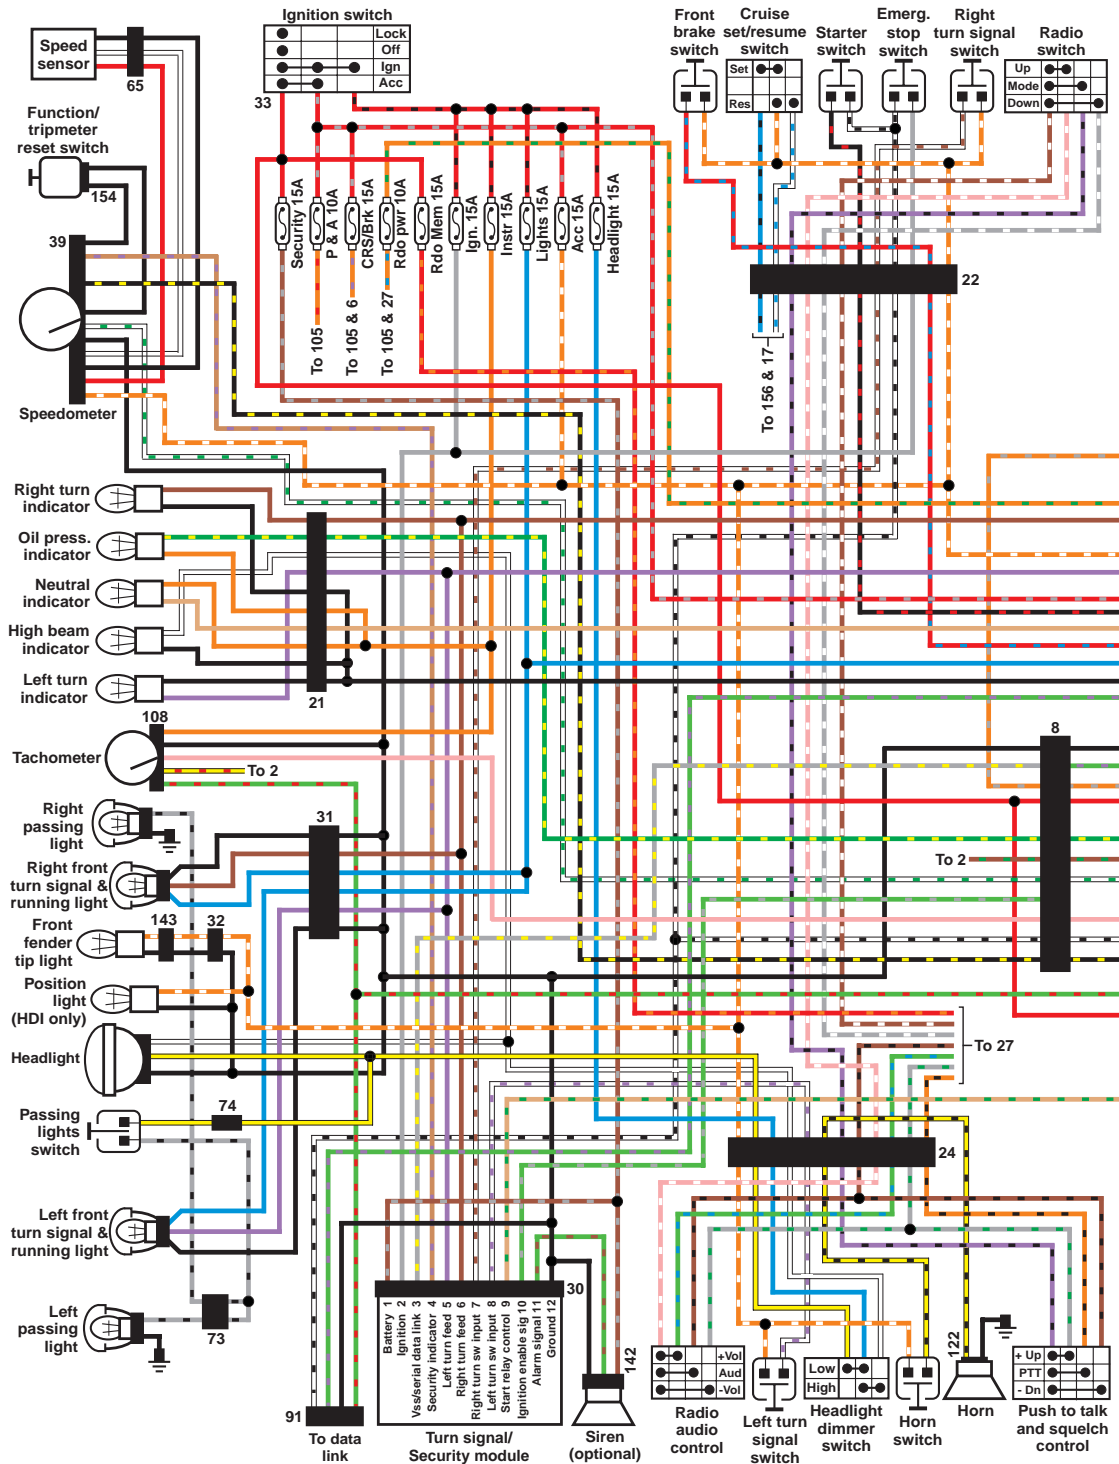 Ignition switch
Lock
Off
Ign
Acc
33
Speed
sensor
65
Function/
tripmeter
reset switch
154
39
Speedometer
Security 15A
P & A 10A
CRS/Brk 15A
Rdo pwr 10A
Rdo Mem 15A
Ign. 15A
Instr 15A
Lights 15A
Acc 15A
Headlight 15A
To 105
To 105 & 6
To 105 & 27
Front
brake
switch
Cruise
set/resume
switch
Set
Res
Starter
switch
Emerg.
stop
switch
Right
turn signal
switch
Radio
switch
Up
Mode
Down
22
To 156 & 17
Right turn
indicator
Oil press.
indicator
Neutral
indicator
High beam
indicator
Left turn
indicator
21
108
Tachometer
To 2
8
Right
passing
light
31
To 2
Right front
turn signal &
running light
Front
fender
tip light
143
32
Position
light
(HDI only)
Headlight
To 27
Passing
lights
switch
74
24
Left front
turn signal &
running light
Left
passing
light
73
30
Battery 1
Ignition 2
Vss/serial data link 3
Security indicator 4
Left turn feed 5
Right turn feed 6
Right turn sw input 7
Left turn sw input 8
Start relay control 9
Ignition enable sig 10
Alarm signal 11
Ground 12
91
To data
link
Turn signal/
Security module
142
Siren
(optional)
+Vol
Aud
-Vol
Radio
audio
control
Left turn
signal
switch
Low
High
Headlight
dimmer
switch
Horn
switch
122
Horn
+ Up
PTT
- Dn
Push to talk
and squelch
control